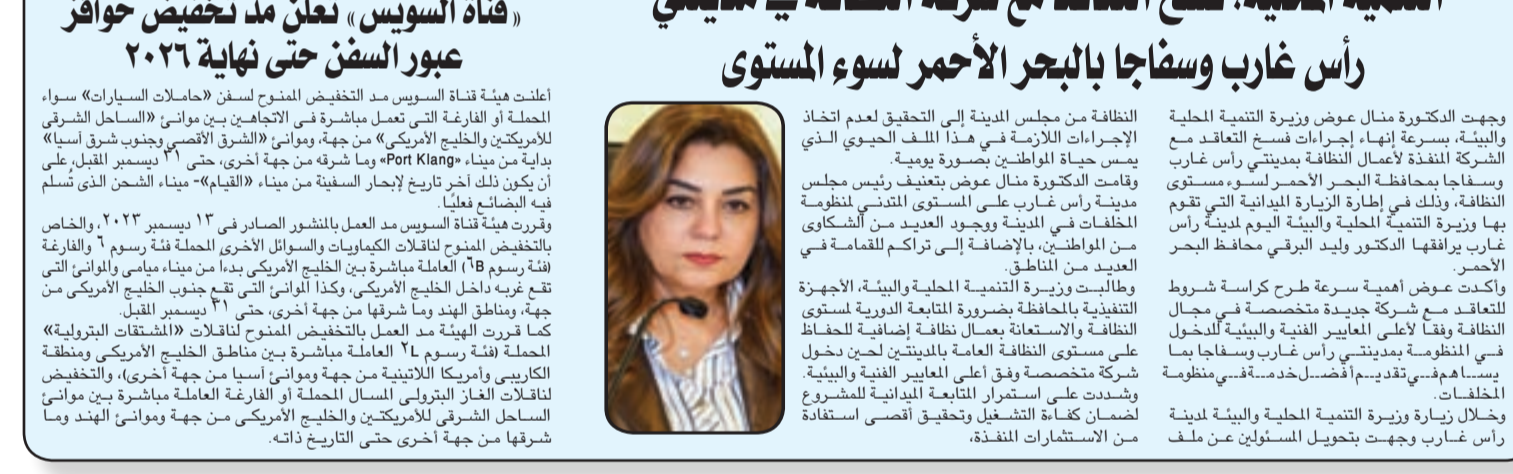 التنمية المحلية: فسخ التعاقد مع شركة النظافة في مدينتي
رأس غارب وسفاجا بالبحر الأحمر لسوء المستوى
وجهت الدكتورة منال عوض وزيرة التنمية المحلية
والبيئة، بسرعة إنهاء إجراءات فسخ التعاقد مع
الشركة المنفذة لأعمال النظافة بمدينتي رأس غارب
وسفاجا بمحافظة البحر الأحمر لسوء مستوى
النظافة، وذلك في إطارة الزيارة الميدانية التي تقوم
بها وزيرة التنمية المحلية والبيئة اليوم لمدينة رأس
غارب يرافقها الدكتور وليد البرقي محافظ البحر
الأحمر.
وأكدت عوض أهمية سرعة طرح كراسة شروط
للتعاقد مع شركة جديدة متخصصة في مجال
النظافة وفقا لأعلى المعايير الفنية والبيئية للدخول
في المنظومة بمدينتي رأس غارب وسفاجا بما
يساهم في تقديم أفضل خدمة في منظومة
المخلفات.
وخلال زيارة وزيرة التنمية المحلية والبيئة لمدينة
رأس غارب وجهت بتحويل المسئولين عن ملف
النظافة من مجلس المدينة إلى التحقيق لعدم اتخاذ
الإجراءات اللازمة في هذا الملف الحيوي الذي
يمس حياة المواطنين بصورة يومية.
وقامت الدكتورة منال عوض بتعنيف رئيس مجلس
مدينة رأس غارب على المستوى المتدني لمنظومة
المخلفات في المدينة ووجود العديد من الشكاوى
من المواطنين، بالإضافة إلى تراكم للقمامة في
العديد من المناطق.
وطالبت وزيرة التنمية المحلية والبيئة، الأجهزة
التنفيذية بالمحافظة بضرورة المتابعة الدورية لمستوى
النظافة والاستعانة بعمال نظافة إضافية للحفاظ
على مستوى النظافة العامة بالمدينتين لحين دخول
شركة متخصصة وفق أعلى المعايير الفنية والبيئية.
وشددت على استمرار المتابعة الميدانية للمشروع
لضمان كفاءة التشغيل وتحقيق أقصى استفادة
من الاستثمارات المنفذة،
«قناة السويس» تعلن مد تخفيض حوافز
عبور السفن حتى نهاية ٢٠٢٦
أعلنت هيئة قناة السويس مد التخفيض الممنوح لسفن «حاملات السيارات» سواء
المحملة أو الفارغة التى تعمل مباشرة فى الاتجاهين بين موانئ «الساحل الشرقى
للأمريكتين والخليج الأمريكى» من جهة، وموانئ «الشرق الأقصى وجنوب شرق آسيا»
بداية من ميناء «Port Klang» وما شرقه من جهة أخرى، حتى ٣١ ديسمبر المقبل، على
أن يكون ذلك آخر تاريخ لإبحار السفينة من ميناء «القيام»- ميناء الشحن الذى تُسلم
فيه البضائع فعليًا.
وقررت هيئة قناة السويس مد العمل بالمنشور الصادر فى ١٣ ديسمبر ٢٠٢٣، والخاص
بالتخفيض الممنوح لناقلات الكيماويات والسوائل الأخرى المحملة فئة رسوم ٦ والفارغة
(فئة رسوم ٦B) العاملة مباشرة بين الخليج الأمريكى بدءاً من ميناء ميامى والموانئ التى
تقع غربه داخل الخليج الأمريكى، وكذا الموانئ التى تقع جنوب الخليج الأمريكى من
جهة، ومناطق الهند وما شرقها من جهة أخرى، حتى ٣١ ديسمبر المقبل.
كما قررت الهيئة مد العمل بالتخفيض الممنوح لناقلات «المشتقات البترولية»
المحملة (فئة رسوم ٢L العاملة مباشرة بين مناطق الخليج الأمريكى ومنطقة
الكاريبى وأمريكا اللاتينية من جهة وموانئ آسيا من جهة أخرى)، والتخفيض
لناقلات الغاز البترولى المسال المحملة أو الفارغة العاملة مباشرة بين موانئ
الساحل الشرقى للأمريكتين والخليج الأمريكى من جهة وموانئ الهند وما
شرقها من جهة أخرى حتى التاريخ ذاته.